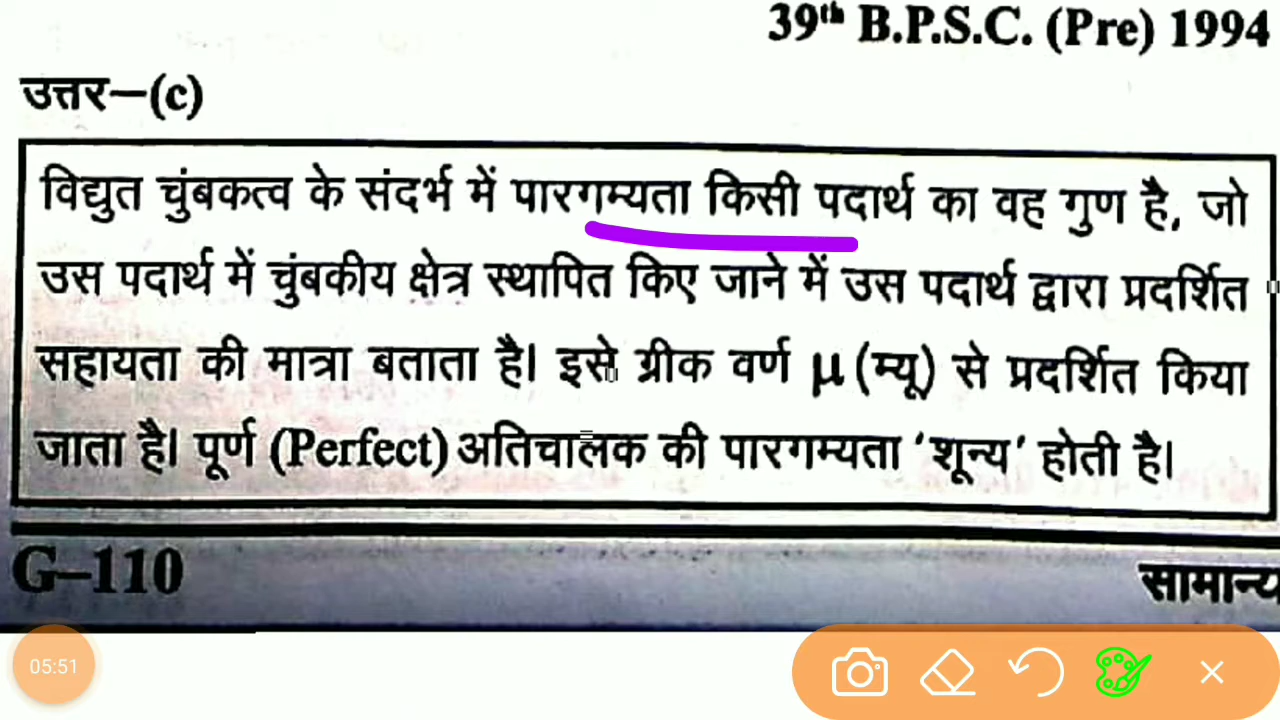 39th B.P.S.C. (Pre) 1994
उत्तर–(c)
विद्युत चुंबकत्व के संदर्भ में पारगम्यता किसी पदार्थ का वह गुण है, जो
उस पदार्थ में चुंबकीय क्षेत्र स्थापित किए जाने में उस पदार्थ द्वारा प्रदर्शित
सहायता की मात्रा बताता है। इसे ग्रीक वर्ण μ (म्यू) से प्रदर्शित किया
जाता है। पूर्ण (Perfect) अतिचालक की पारगम्यता ‘शून्य’ होती है।
G–110
सामान्य
05:51